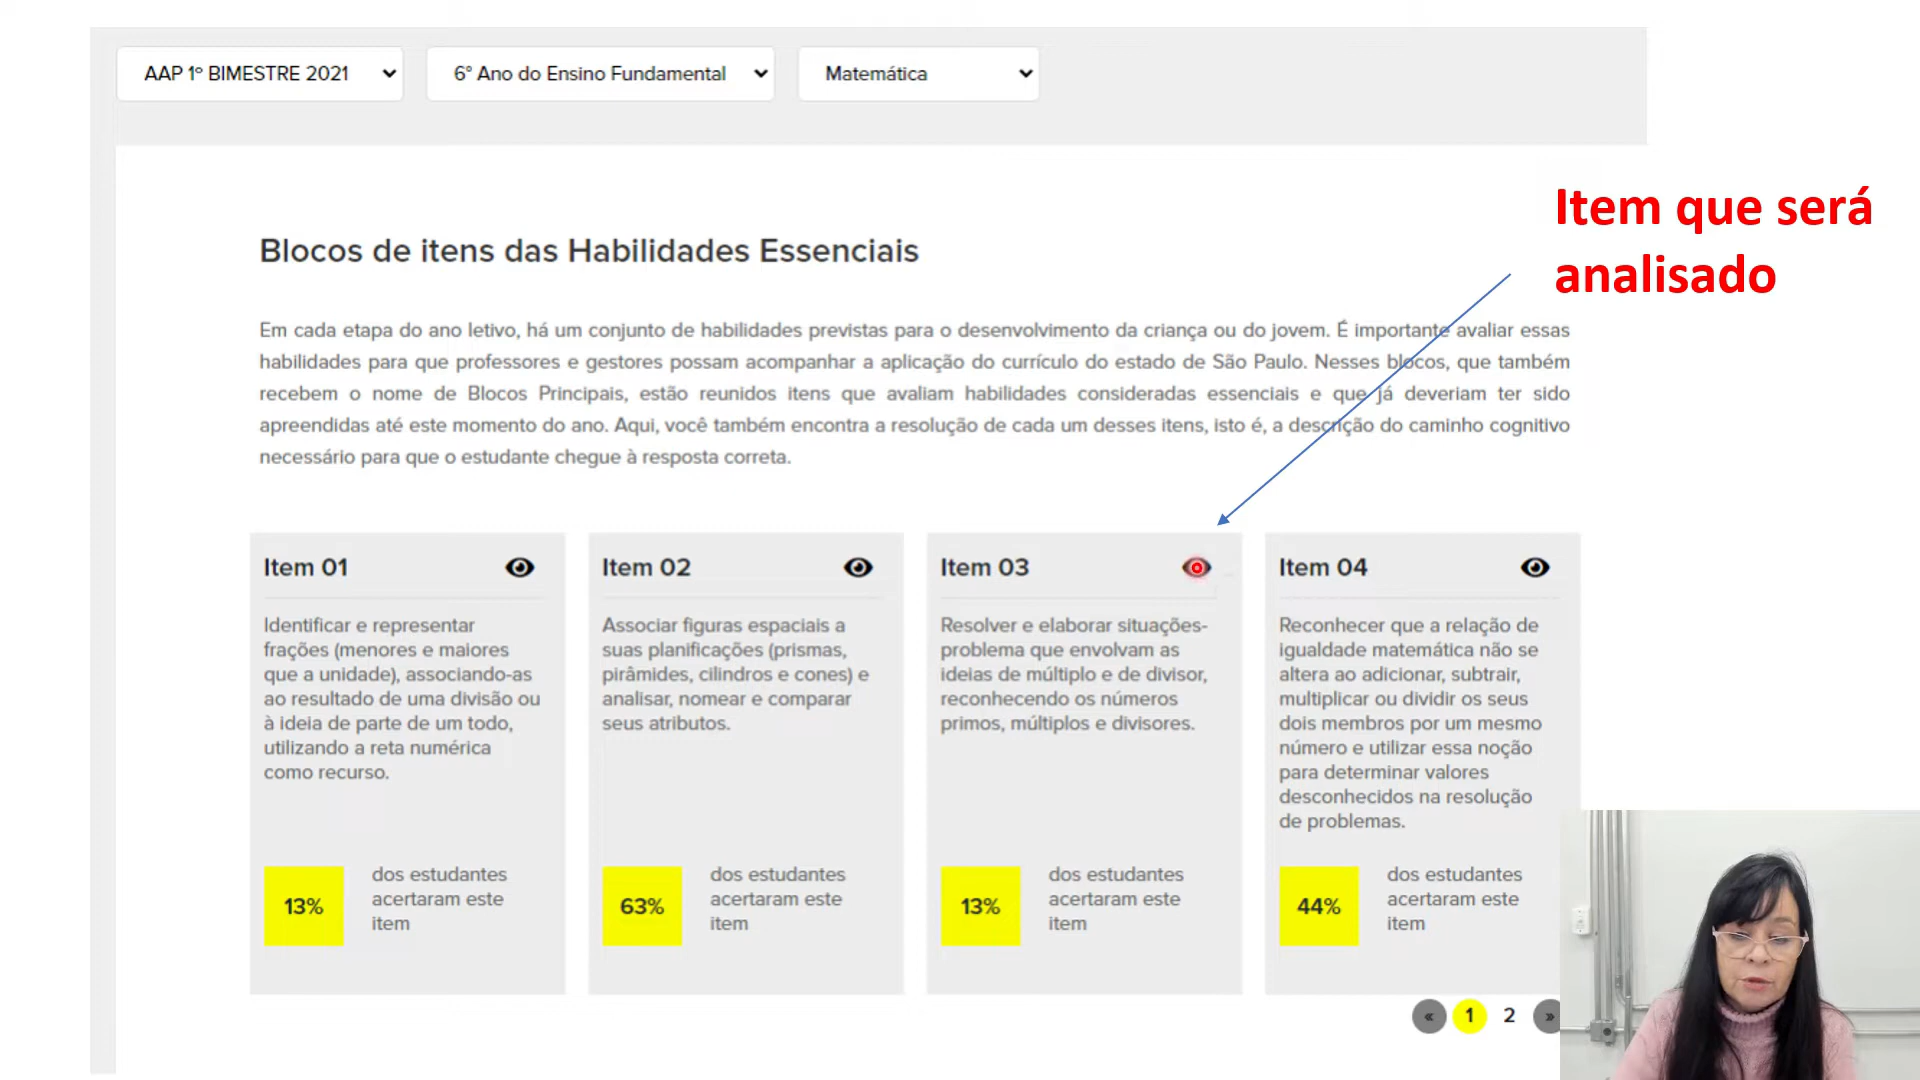 AAP 1º BIMESTRE 2021
6º Ano do Ensino Fundamental
Matemática
Item que será
analisado
Blocos de itens das Habilidades Essenciais
Em cada etapa do ano letivo, há um conjunto de habilidades previstas para o desenvolvimento da criança ou do jovem. É importante avaliar essas
habilidades para que professores e gestores possam acompanhar a aplicação do currículo do estado de São Paulo. Nesses blocos, que também
recebem o nome de Blocos Principais, estão reunidos itens que avaliam habilidades consideradas essenciais e que já deveriam ter sido
apreendidas até este momento do ano. Aqui, você também encontra a resolução de cada um desses itens, isto é, a descrição do caminho cognitivo
necessário para que o estudante chegue à resposta correta.
Item 01
Identificar e representar
frações (menores e maiores
que a unidade), associando-as
ao resultado de uma divisão ou
à ideia de parte de um todo,
utilizando a reta numérica
como recurso.
13%
dos estudantes
acertaram este
item
Item 02
Associar figuras espaciais a
suas planificações (prismas,
pirâmides, cilindros e cones) e
analisar, nomear e comparar
seus atributos.
63%
dos estudantes
acertaram este
item
Item 03
Resolver e elaborar situações-
problema que envolvam as
ideias de múltiplo e de divisor,
reconhecendo os números
primos, múltiplos e divisores.
13%
dos estudantes
acertaram este
item
Item 04
Reconhecer que a relação de
igualdade matemática não se
altera ao adicionar, subtrair,
multiplicar ou dividir os seus
dois membros por um mesmo
número e utilizar essa noção
para determinar valores
desconhecidos na resolução
de problemas.
44%
dos estudantes
acertaram este
item
« 1 2 »